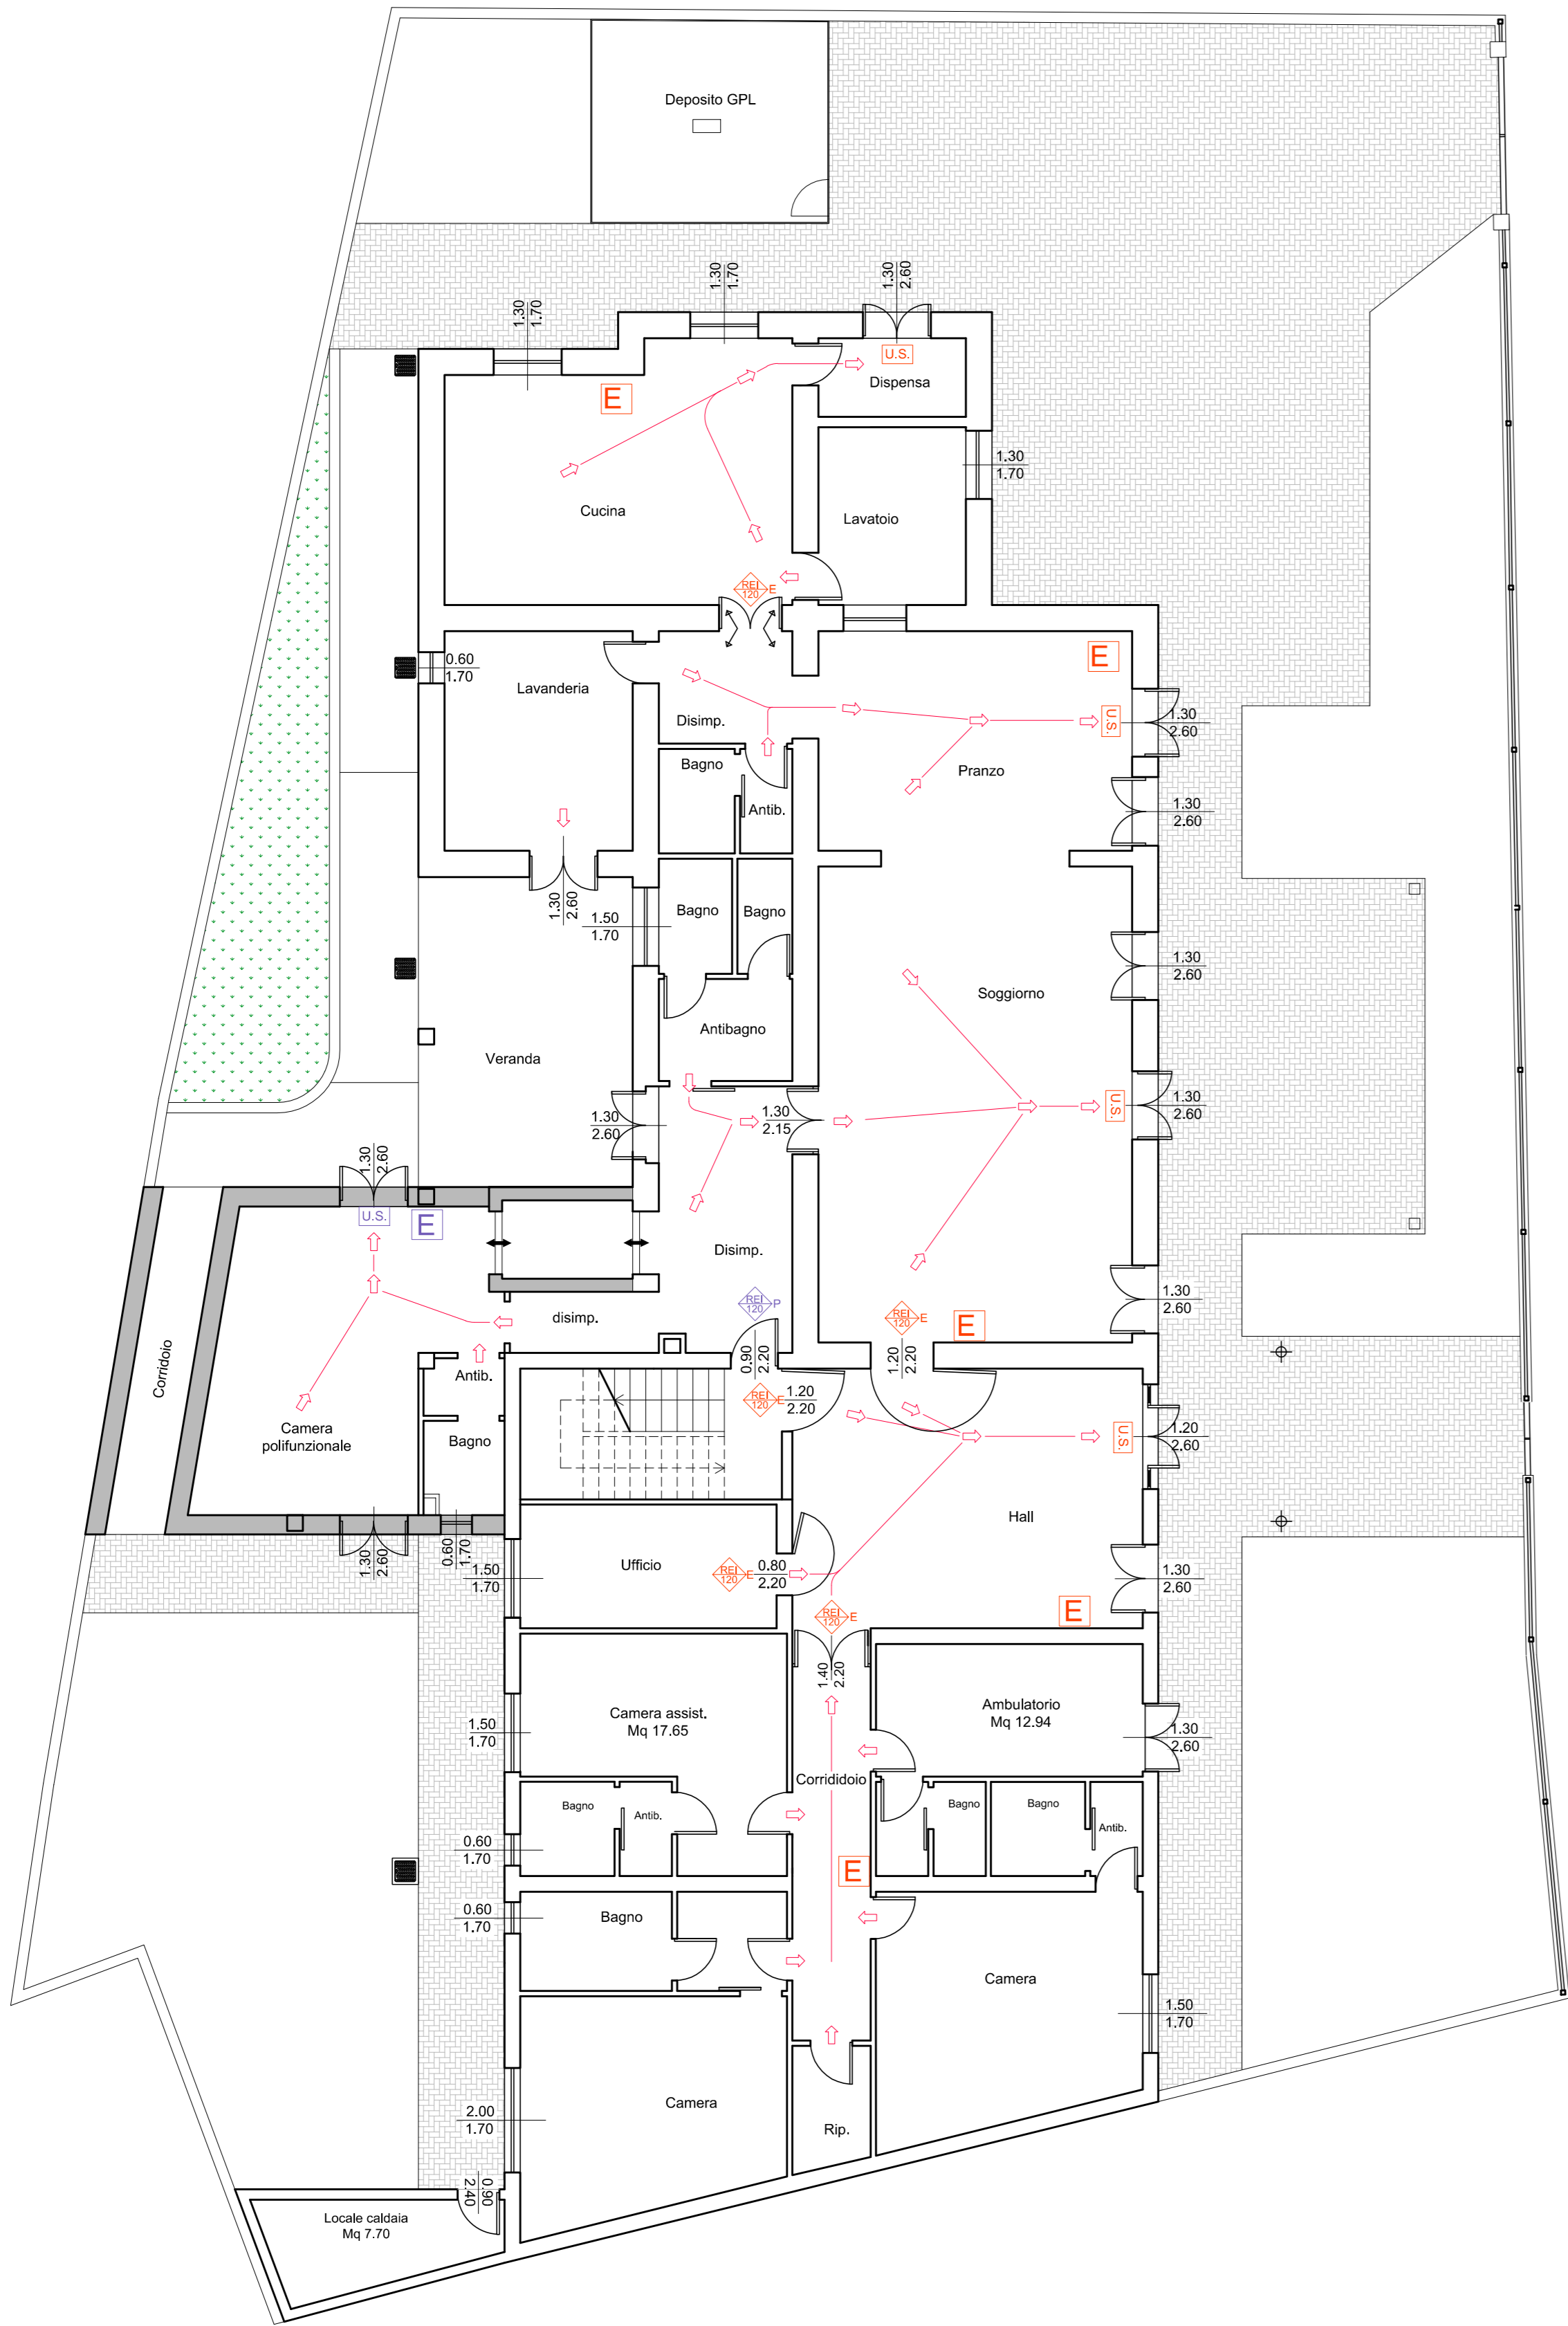 Deposito GPL
1.30
1.70
1.30
1.70
1.30
2.60
U.S.
Dispensa
E
1.30
1.70
Cucina
Lavatoio
REI
120
E
E
0.60
1.70
Lavanderia
Disimp.
U.S.
1.30
2.60
Bagno
Pranzo
Antib.
1.30
2.60
1.30
2.60
1.50
1.70
Bagno
Bagno
1.30
2.60
Soggiorno
Antibagno
Veranda
1.30
2.60
1.30
2.15
U.S.
1.30
2.60
1.30
2.60
U.S.
E
Disimp.
REI
120
P
disimp.
1.30
2.60
REI
120
E
E
0.90
2.20
1.20
2.20
Corridoio
Antib.
REI
120
E
1.20
2.20
Camera
polifunzionale
Bagno
U.S.
1.20
2.60
Hall
1.30
2.60
0.60
1.70
1.50
1.70
Ufficio
REI
120
E
0.80
2.20
1.30
2.60
REI
120
E
E
1.40
2.20
Camera assist.
Mq 17.65
Ambulatorio
Mq 12.94
1.50
1.70
1.30
2.60
Corrididoio
Bagno
Antib.
Bagno
Bagno
Antib.
0.60
1.70
E
0.60
1.70
Bagno
Camera
1.50
1.70
Camera
2.00
1.70
Rip.
0.90
2.40
Locale caldaia
Mq 7.70